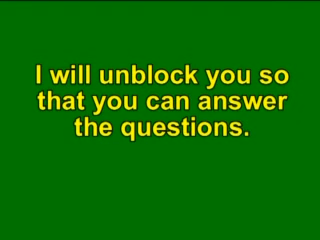 I will unblock you so
that you can answer
the questions.